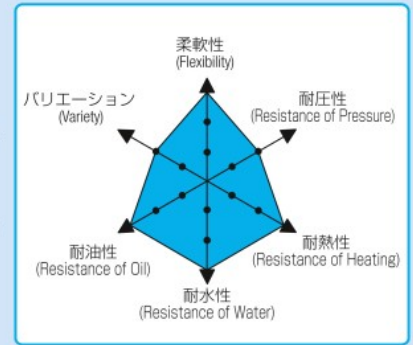 柔軟性
(Flexibility)
バリエーション
(Variety)
耐圧性
(Resistance of Pressure)
耐油性
(Resistance of Oil)
耐熱性
(Resistance of Heating)
耐水性
(Resistance of Water)